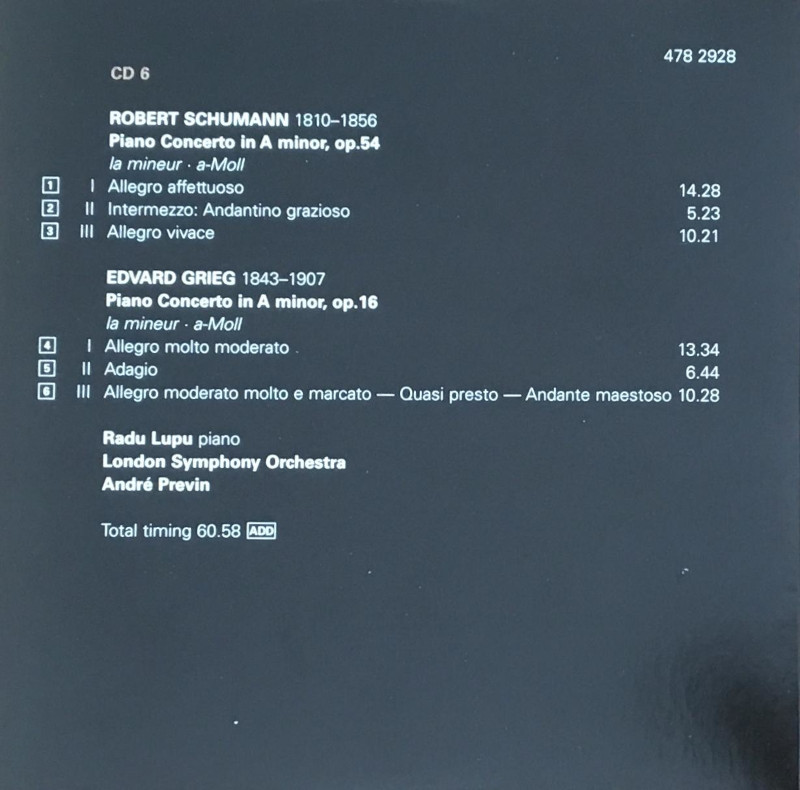 478 2928
CD 6
ROBERT SCHUMANN 1810–1856
Piano Concerto in A minor, op.54
la mineur · a-Moll
1 I Allegro affettuoso 14.28
2 II Intermezzo: Andantino grazioso 5.23
3 III Allegro vivace 10.21
EDVARD GRIEG 1843–1907
Piano Concerto in A minor, op.16
la mineur · a-Moll
4 I Allegro molto moderato 13.34
5 II Adagio 6.44
6 III Allegro moderato molto e marcato — Quasi presto — Andante maestoso 10.28
Radu Lupu piano
London Symphony Orchestra
André Previn
Total timing 60.58 ADD